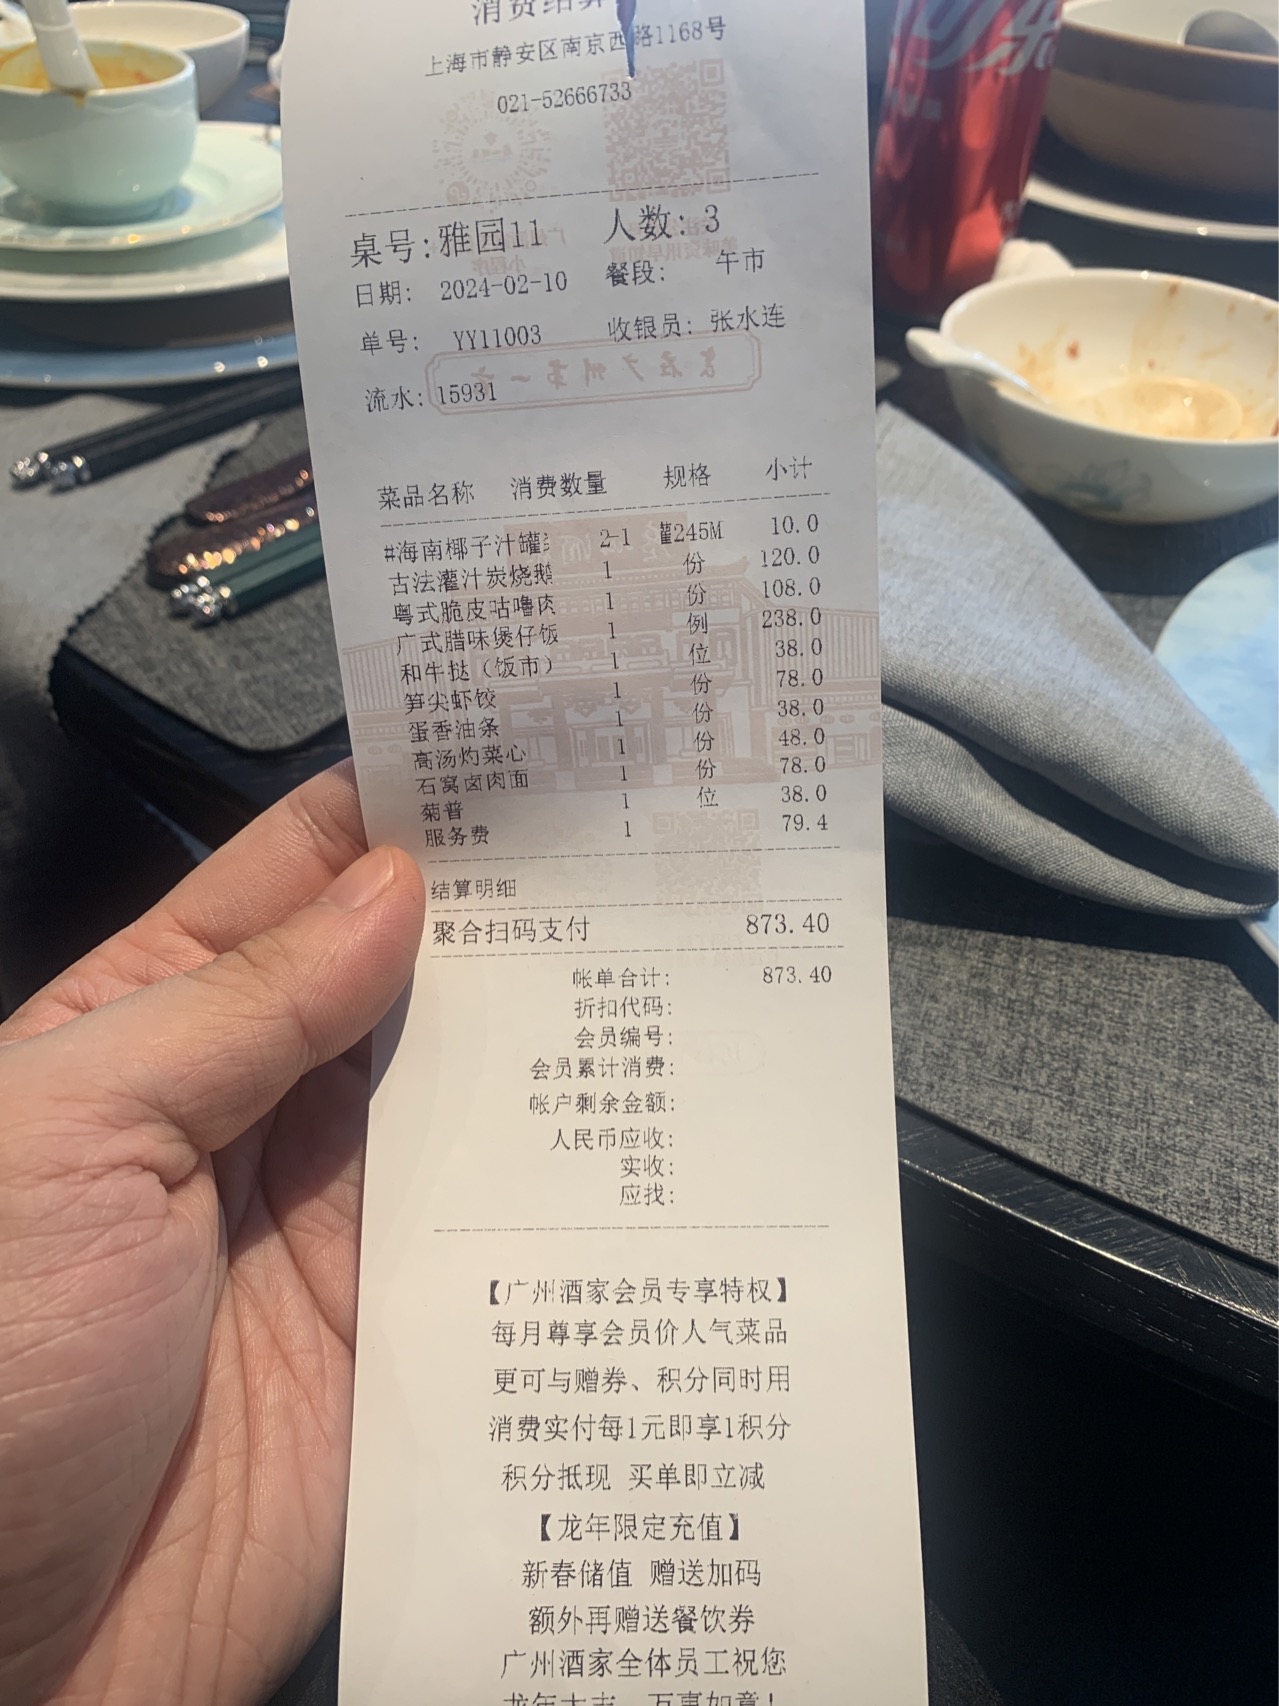 消费结算
上海市静安区南京西路1168号
021-52666733
桌号:雅园11 人数: 3
日期: 2024-02-10 餐段: 午市
单号: YY11003 收银员: 张水连
流水: 15931
菜品名称 消费数量 规格 小计
#海南椰子汁罐 2-1 245M 10.0
古法灌汁炭烧鹅 1 份 120.0
粤式脆皮咕噜肉 1 份 108.0
广式腊味煲仔饭 1 例 238.0
和牛挞（饭市） 1 位 38.0
笋尖虾饺 1 份 78.0
蛋香油条 1 份 38.0
高汤灼菜心 1 份 48.0
石窝卤肉面 1 份 78.0
菊普 1 位 38.0
服务费 1 79.4
结算明细
聚合扫码支付 873.40
帐单合计: 873.40
折扣代码:
会员编号:
会员累计消费:
帐户剩余金额:
人民币应收:
实收:
应找:
【广州酒家会员专享特权】
每月尊享会员价人气菜品
更可与赠券、积分同时用
消费实付每1元即享1积分
积分抵现 买单即立减
【龙年限定充值】
新春储值 赠送加码
额外再赠送餐饮券
广州酒家全体员工祝您
龙年大吉 万事如意!